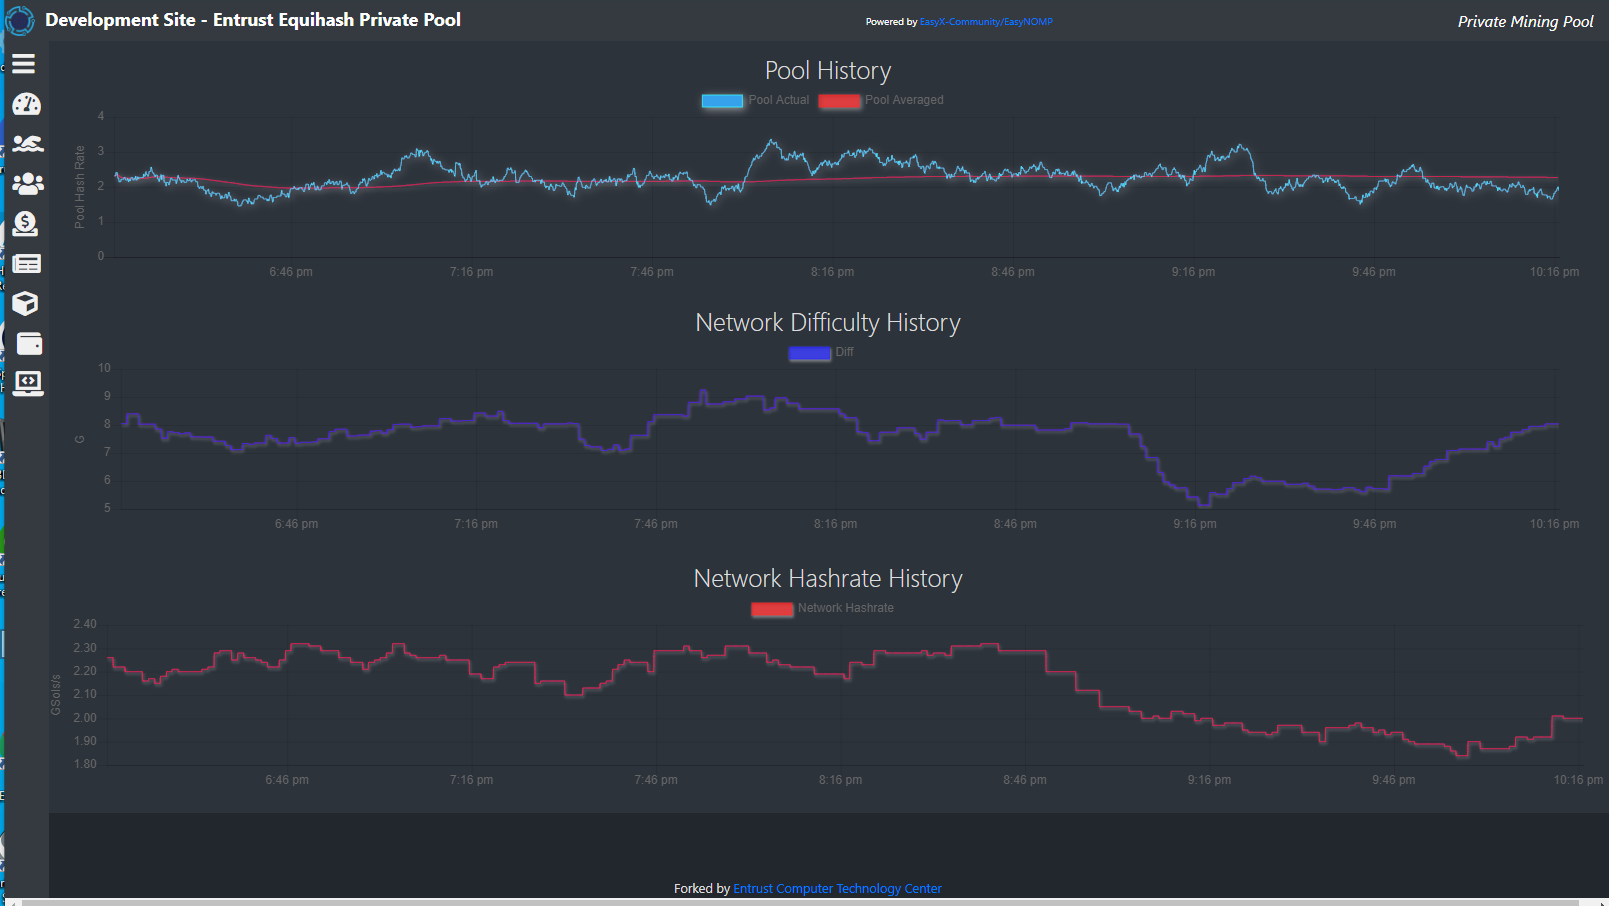 Development Site - Entrust Equihash Private Pool
Powered by EasyX-Community/EasyNOMP
Private Mining Pool
Pool History
Pool Actual Pool Averaged
Pool Hash Rate
4
3
2
1
0
6:46 pm 7:16 pm 7:46 pm 8:16 pm 8:46 pm 9:16 pm 9:46 pm 10:16 pm
Network Difficulty History
Diff
G
10
9
8
7
6
5
6:46 pm 7:16 pm 7:46 pm 8:16 pm 8:46 pm 9:16 pm 9:46 pm 10:16 pm
Network Hashrate History
Network Hashrate
GSols/s
2.40
2.30
2.20
2.10
2.00
1.90
1.80
6:46 pm 7:16 pm 7:46 pm 8:16 pm 8:46 pm 9:16 pm 9:46 pm 10:16 pm
Forked by Entrust Computer Technology Center